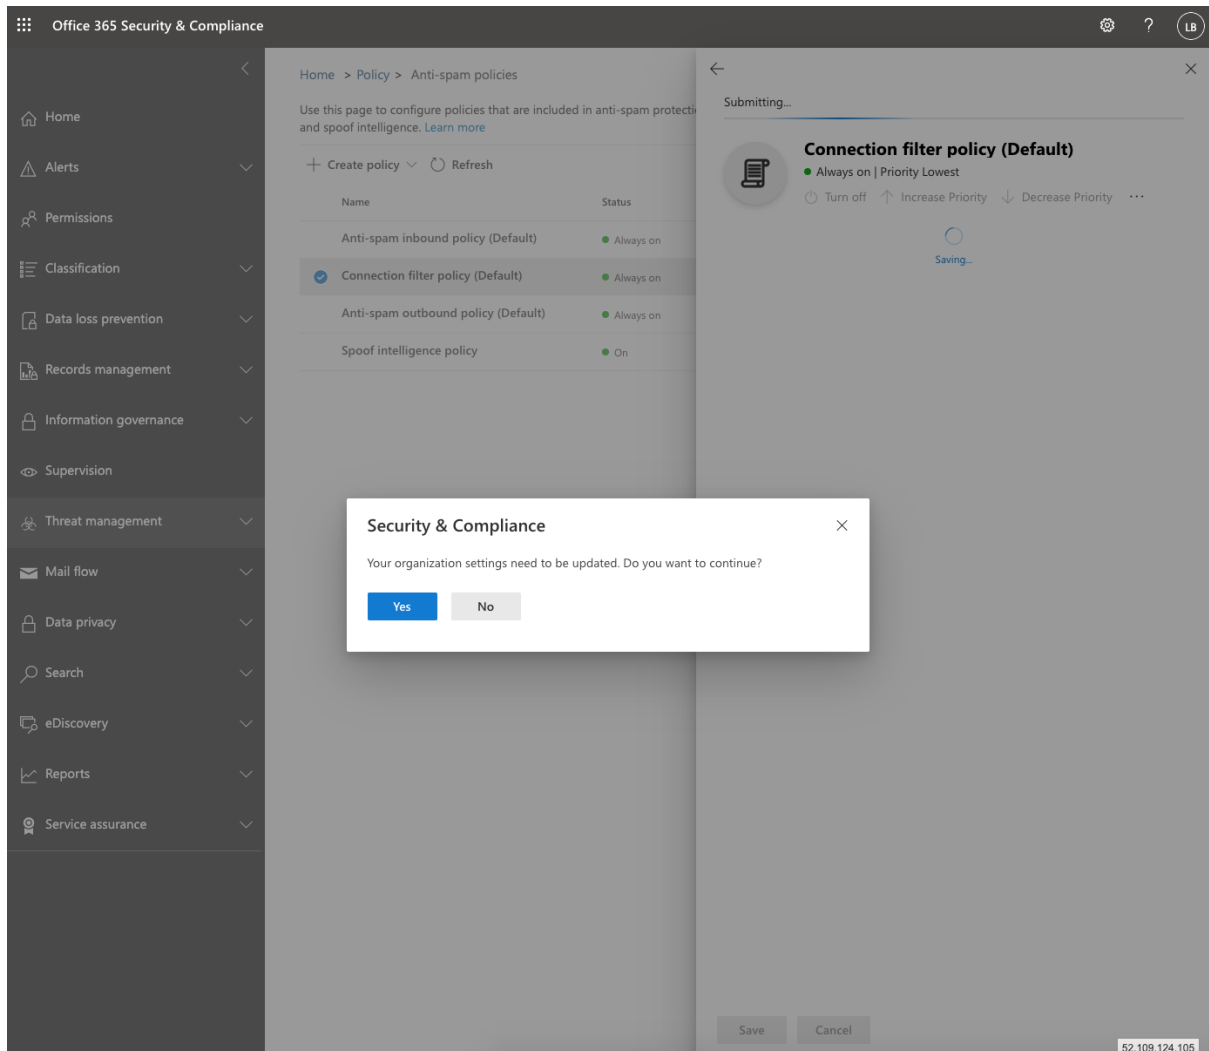 Office 365 Security & Compliance
?
LB
Home
Alerts
Permissions
Classification
Data loss prevention
Records management
Information governance
Supervision
Threat management
Mail flow
Data privacy
Search
eDiscovery
Reports
Service assurance
Home > Policy > Anti-spam policies
Use this page to configure policies that are included in anti-spam protecti
and spoof intelligence. Learn more
Create policy Refresh
Name Status
Anti-spam inbound policy (Default) Always on
Connection filter policy (Default) Always on
Anti-spam outbound policy (Default) Always on
Spoof intelligence policy On
Submitting...
Connection filter policy (Default)
Always on | Priority Lowest
Turn off Increase Priority Decrease Priority ...
Saving...
Security & Compliance
Your organization settings need to be updated. Do you want to continue?
Yes No
Save Cancel
52.109.124.105